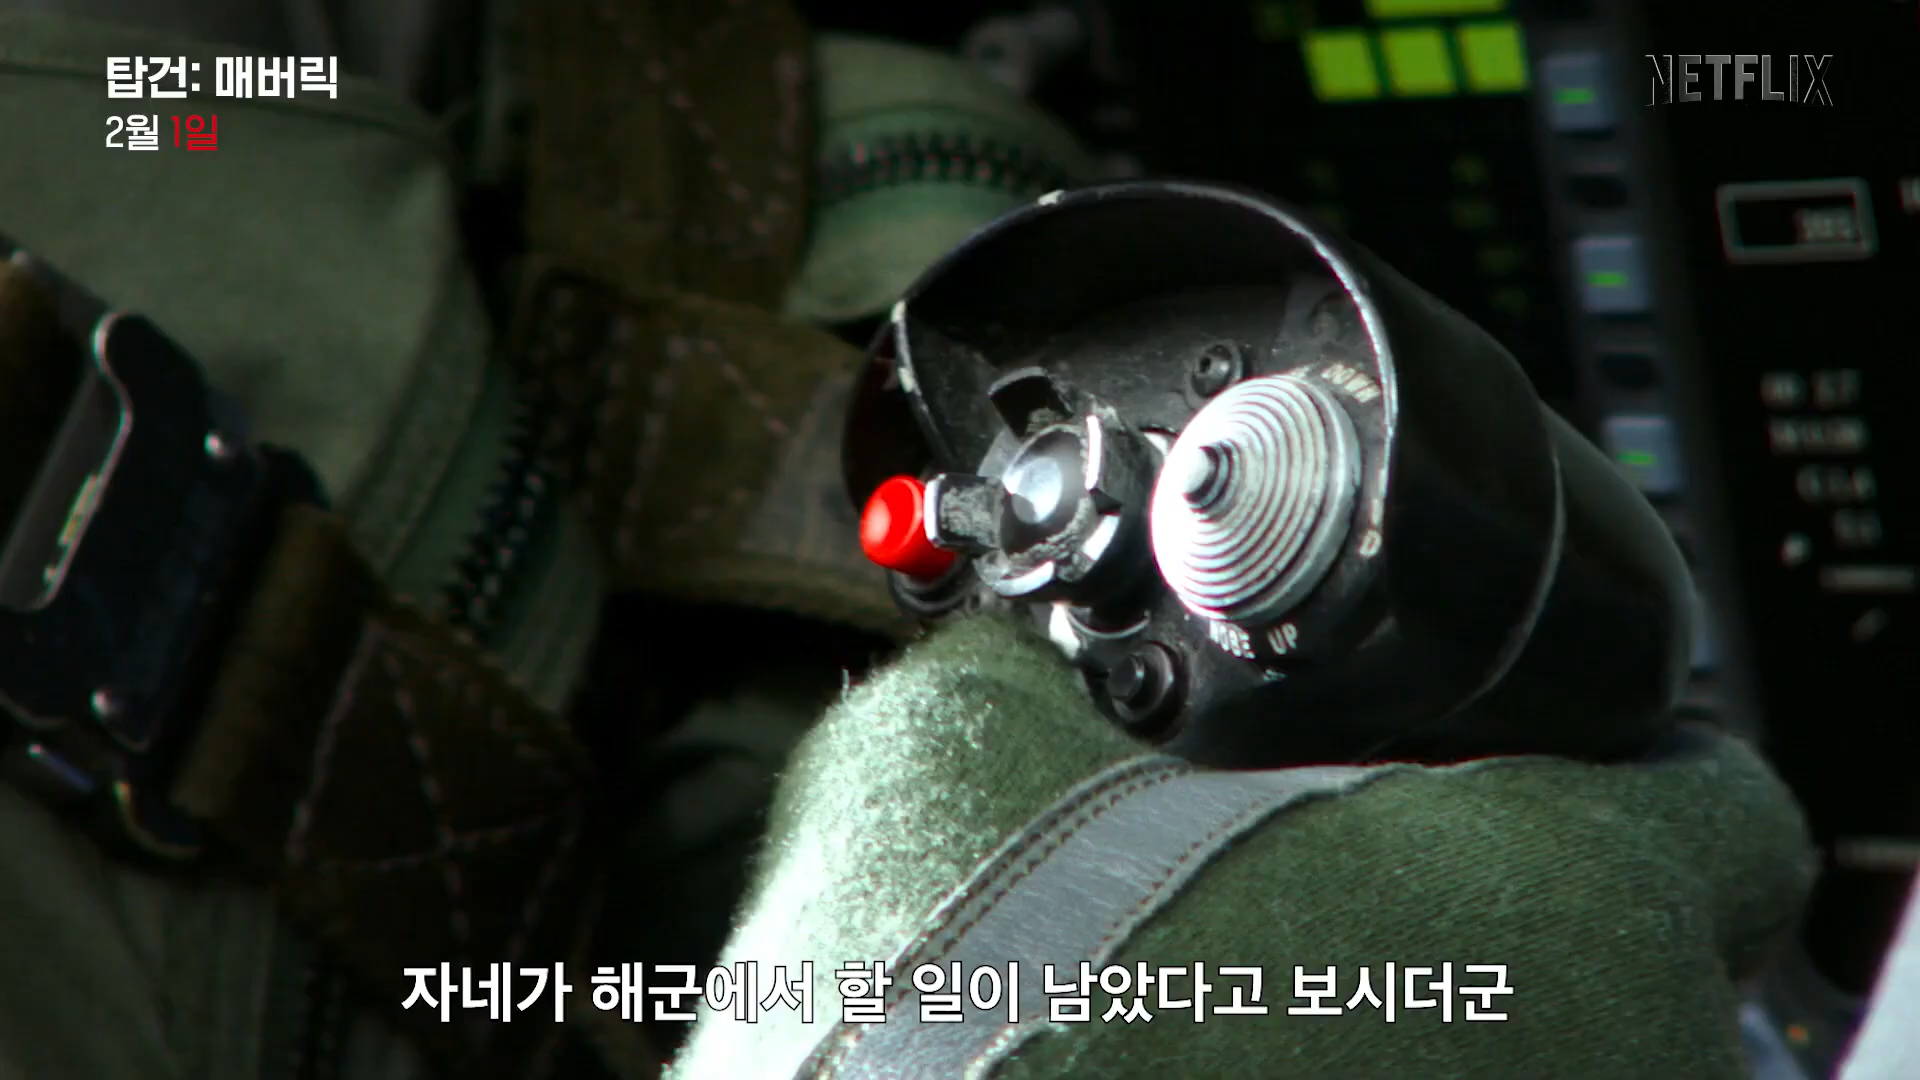 탑건: 매버릭
NETFLIX
2월 1일
DOWN
D
NOSE UP
자네가 해군에서 할 일이 남았다고 보시더군